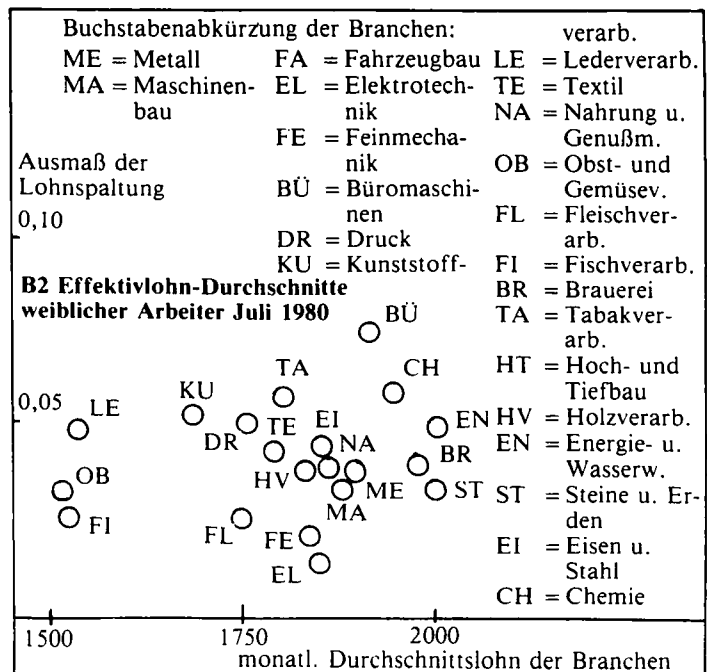 Buchstabenabkürzung der Branchen:
ME = Metall
MA = Maschinen-
bau
FA = Fahrzeugbau
EL = Elektrotech-
nik
FE = Feinmecha-
nik
BÜ = Büromaschi-
nen
DR = Druck
KU = Kunststoff-
verarb.
LE = Lederverarb.
TE = Textil
NA = Nahrung u.
Genußm.
OB = Obst- und
Gemüsev.
FL = Fleischver-
arb.
FI = Fischverarb.
BR = Brauerei
TA = Tabakver-
arb.
HT = Hoch- und
Tiefbau
HV = Holzverarb.
EN = Energie- u.
Wasserw.
ST = Steine u. Er-
den
EI = Eisen u.
Stahl
CH = Chemie
Ausmaß der
Lohnspaltung
0,10
B2 Effektivlohn-Durchschnitte
weiblicher Arbeiter Juli 1980
BÜ
TA
CH
KU
0,05
LE
DR
TE
EI
NA
EN
BR
HV
ME
ST
OB
MA
FI
FL
FE
EL
1500
1750
2000
monatl. Durchschnittslohn der Branchen